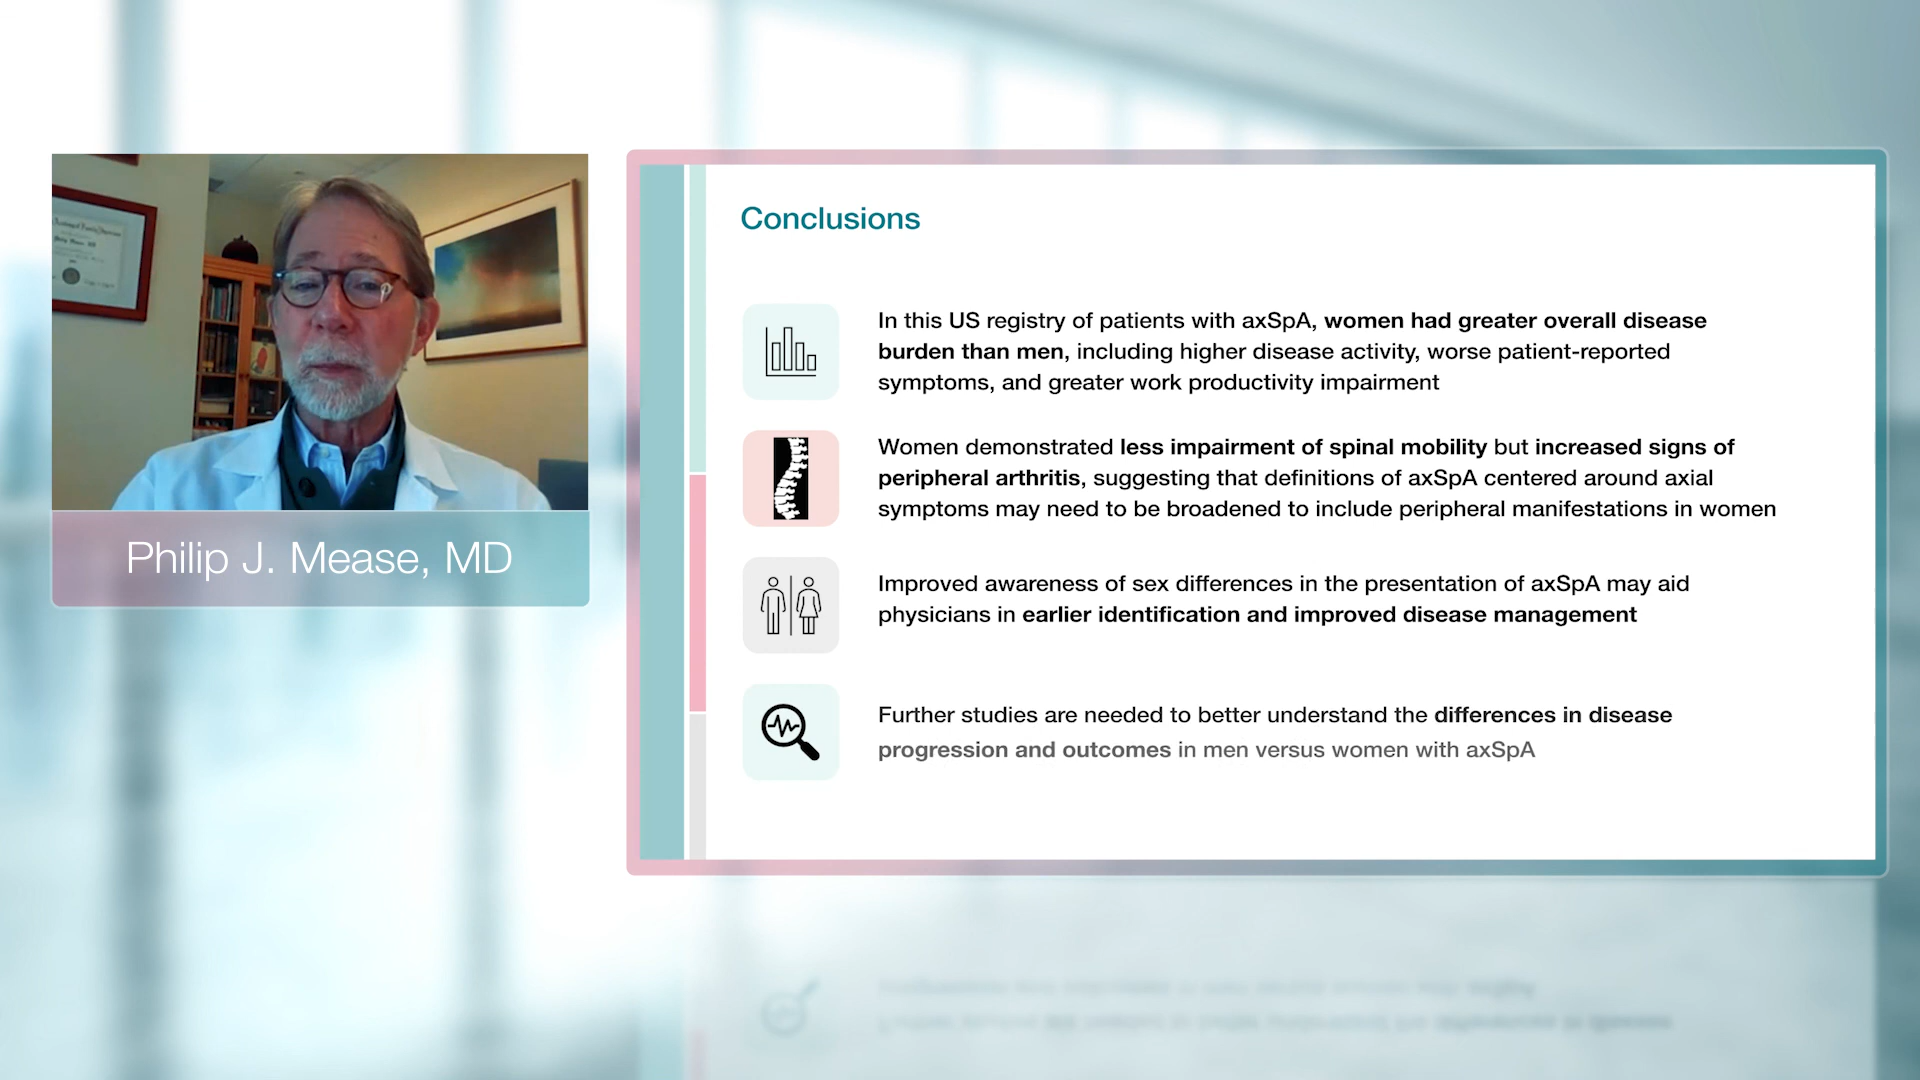 Philip J. Mease, MD
Conclusions
In this US registry of patients with axSpA, women had greater overall disease
burden than men, including higher disease activity, worse patient-reported
symptoms, and greater work productivity impairment
Women demonstrated less impairment of spinal mobility but increased signs of
peripheral arthritis, suggesting that definitions of axSpA centered around axial
symptoms may need to be broadened to include peripheral manifestations in women
Improved awareness of sex differences in the presentation of axSpA may aid
physicians in earlier identification and improved disease management
Further studies are needed to better understand the differences in disease
progression and outcomes in men versus women with axSpA